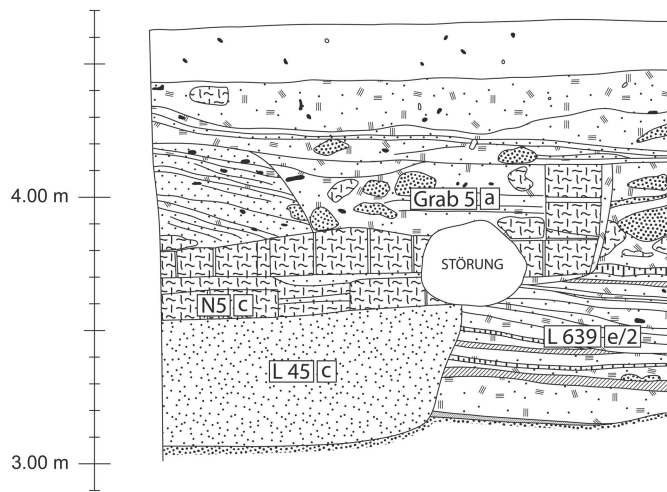 4.00 m
Grab 5 a
STÖRUNG
N5 c
L 639 e/2
L 45 c
3.00 m